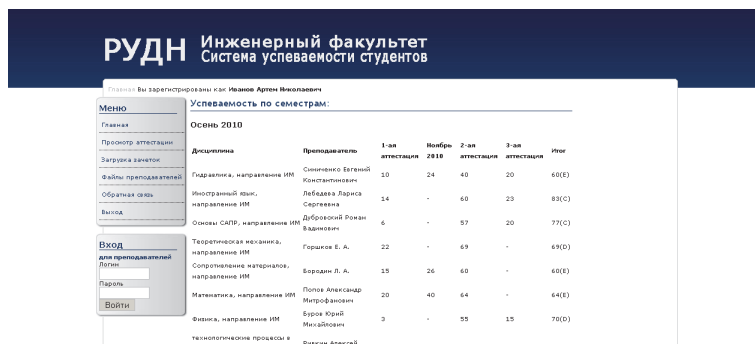 РУДН Инженерный факультет
Система успеваемости студентов
Главная Вы зарегистрированы как Иванов Артем Николаевич
Меню
Главная
Просмотр аттестации
Загрузка зачеток
Файлы преподавателей
Обратная связь
Выход
Вход
для преподавателей
Логин
Пароль
Войти
Успеваемость по семестрам:
Осень 2010
Дисциплина Преподаватель 1-ая аттестация Ноябрь 2010 2-ая аттестация 3-ая аттестация Итог
Гидравлика, направление ИМ Синиченко Евгений Константинович 10 24 40 20 60(E)
Иностранный язык, направление ИМ Лебедева Лариса Сергеевна 14 - 60 23 83(C)
Основы САПР, направление ИМ Дубровский Роман Вадимович 6 - 57 20 77(C)
Теоретическая механика, направление ИМ Горшков Е. А. 22 - 69 - 69(D)
Сопротивление материалов, направление ИМ Бородин Л. А. 15 26 60 - 60(E)
Математика, направление ИМ Попов Александр Митрофанович 20 40 64 - 64(E)
Физика, направление ИМ Буров Юрий Михайлович 3 - 55 15 70(D)
технологические процессы в